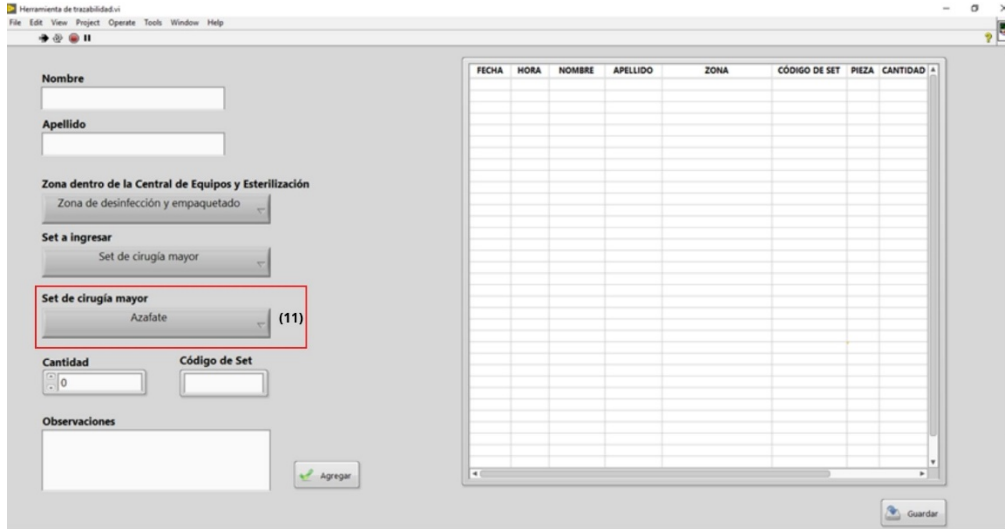 Herramienta de trazabilidad.vi
File Edit View Project Operate Tools Window Help
Nombre
Apellido
Zona dentro de la Central de Equipos y Esterilización
Zona de desinfección y empaquetado
Set a ingresar
Set de cirugía mayor
Set de cirugía mayor
Azafate
(11)
Cantidad Código de Set
0
Observaciones
Agregar
FECHA HORA NOMBRE APELLIDO ZONA CÓDIGO DE SET PIEZA CANTIDAD
Guardar